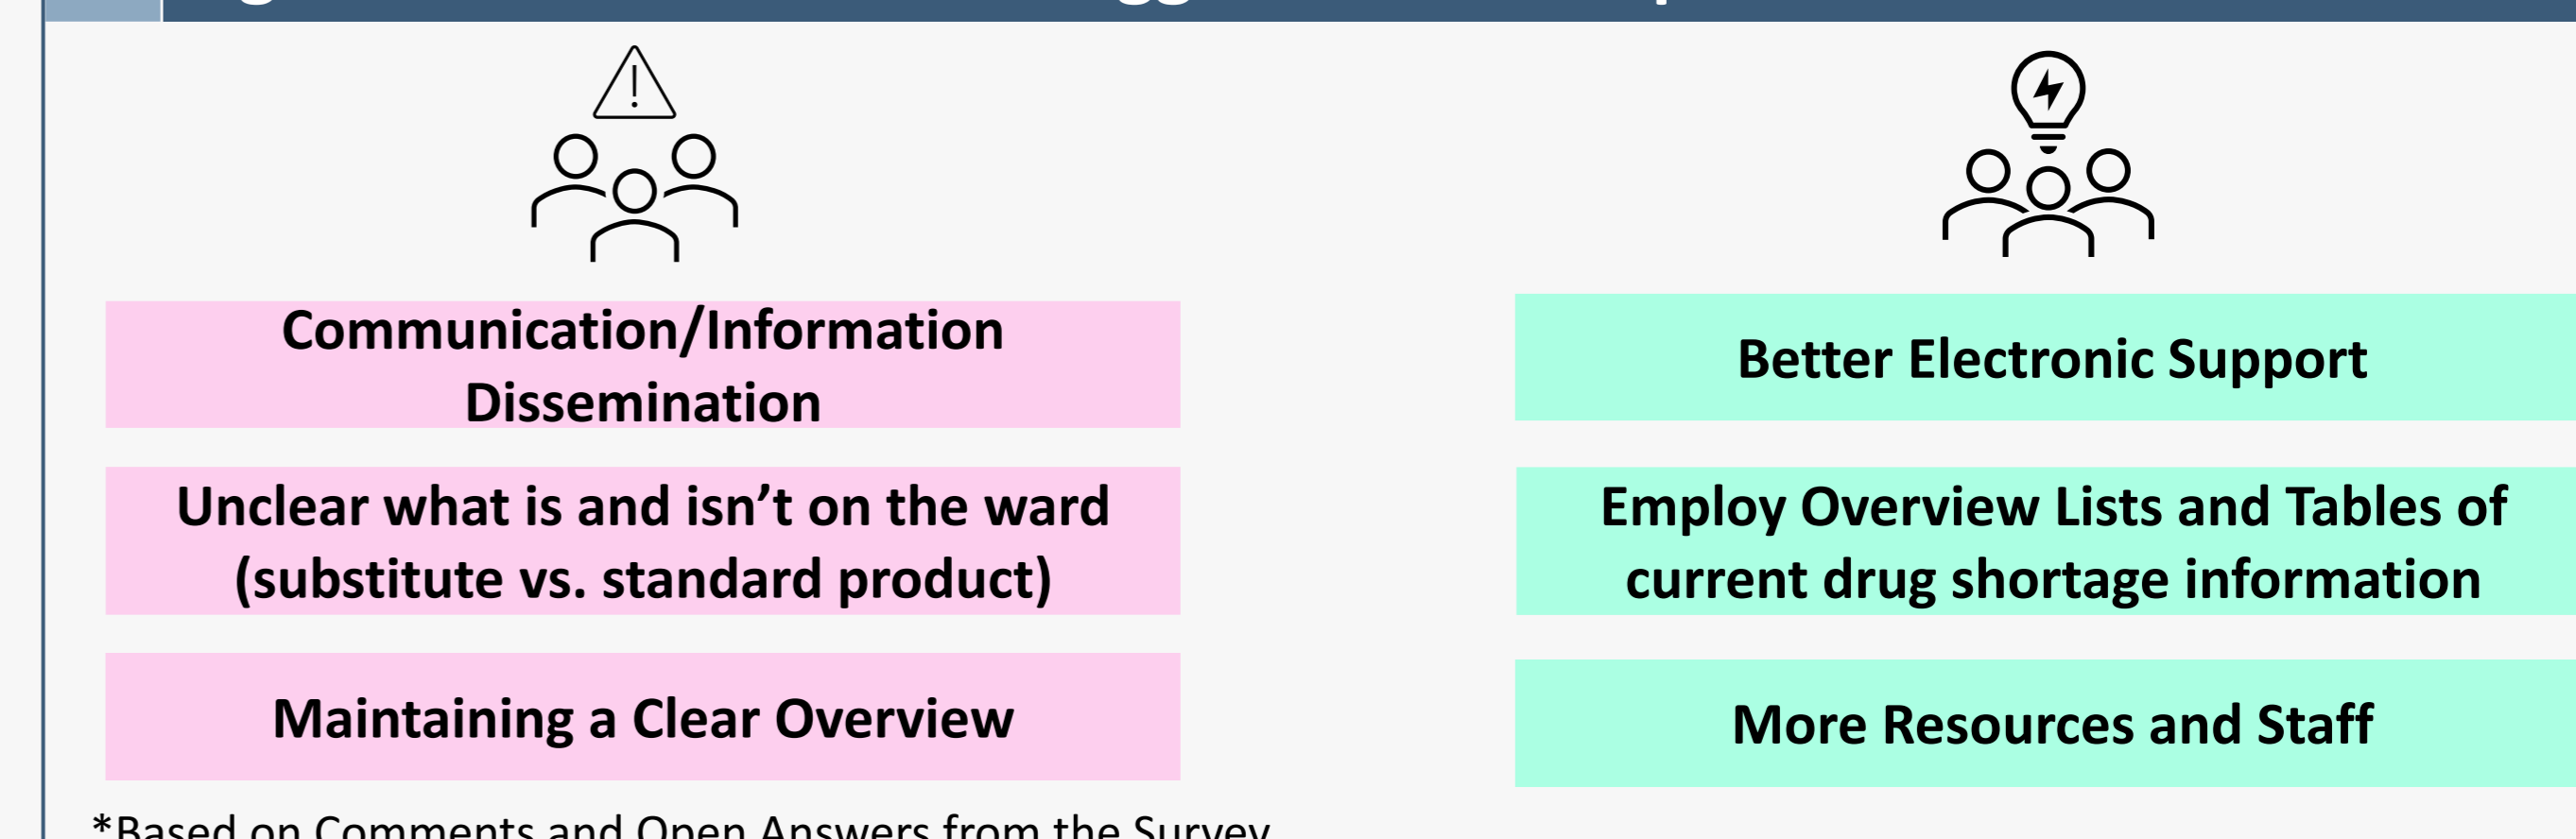 Communication/Information
Dissemination
Unclear what is and isn’t on the ward
(substitute vs. standard product)
Maintaining a Clear Overview
Better Electronic Support
Employ Overview Lists and Tables of
current drug shortage information
More Resources and Staff
*Based on Comments and Open Answers from the Survey